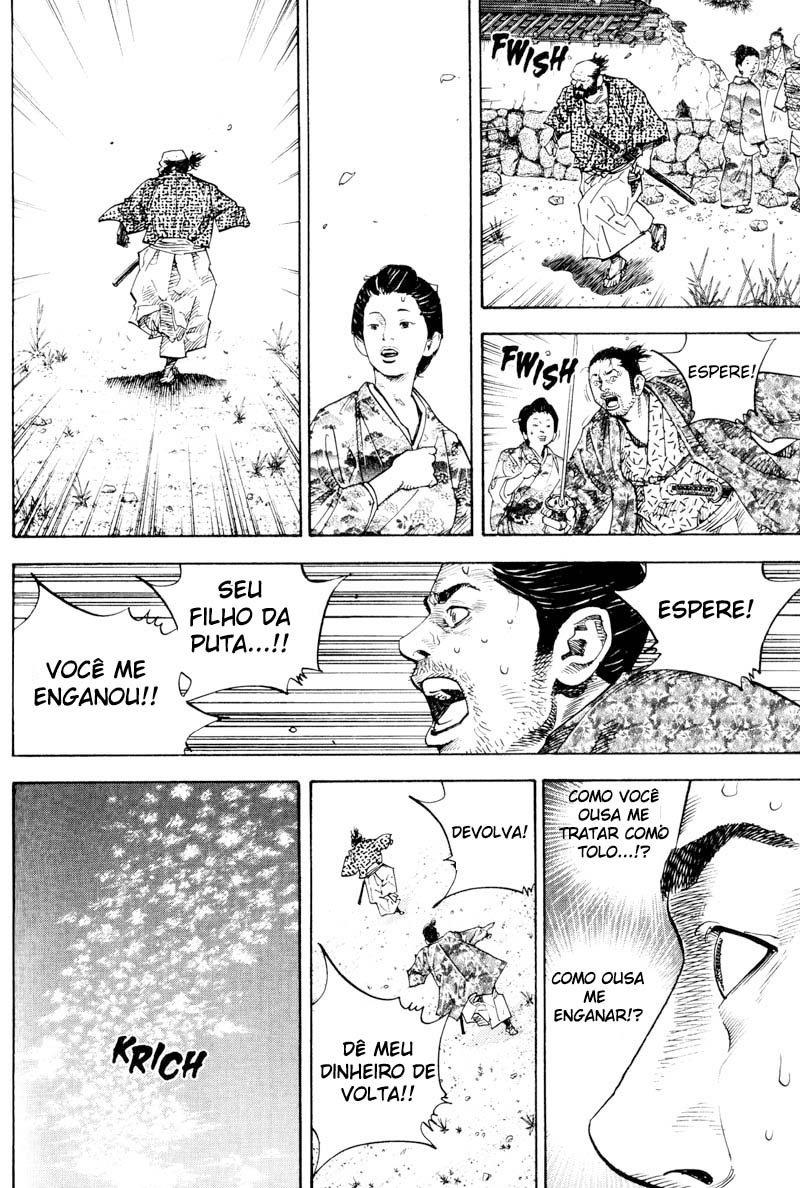 FWISH
FWISH
FWISH
ESPERE!
ESPERE!
SEU
FILHO DA
PUTA...!!
VOCÊ ME
ENGANOU!!
COMO VOCÊ
OUSA ME
TRATAR COMO
TOLO...!?
COMO OUSA
ME
ENGANAR!?
DEVOLVA!
DÊ MEU
DINHEIRO DE
VOLTA!!
KRICH